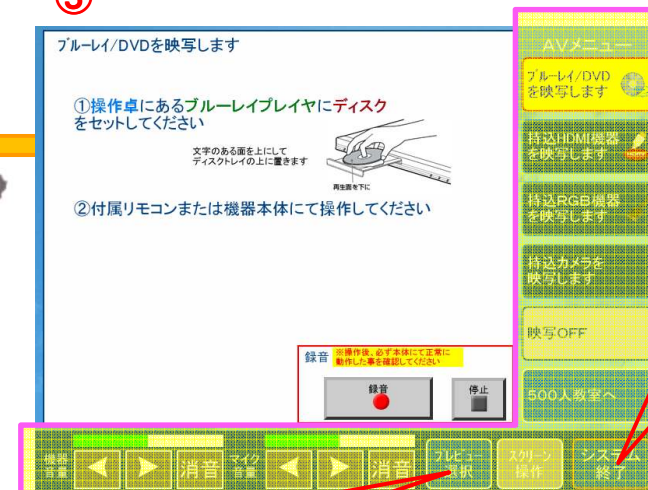 ③
ブルーレイ/DVDを映写します
①操作卓にあるブルーレイプレイヤにディスク
をセットしてください
文字のある面を上にして
ディスクトレイの上に置きます
再生面を下に
②付属リモコンまたは機器本体にて操作してください
録音
※操作後、必ず本体にて正常に
動作した事を確認してください
録音
停止
AVメニュー
ブルーレイ/DVD
を映写します
持込HDMI機器
を映写します
持込RGB機器
を映写します
持込カメラを
映写します
映写OFF
500人教室へ
機器
音量
消音
マイク
音量
消音
プレビュー
選択
スクリーン
操作
システム
終了